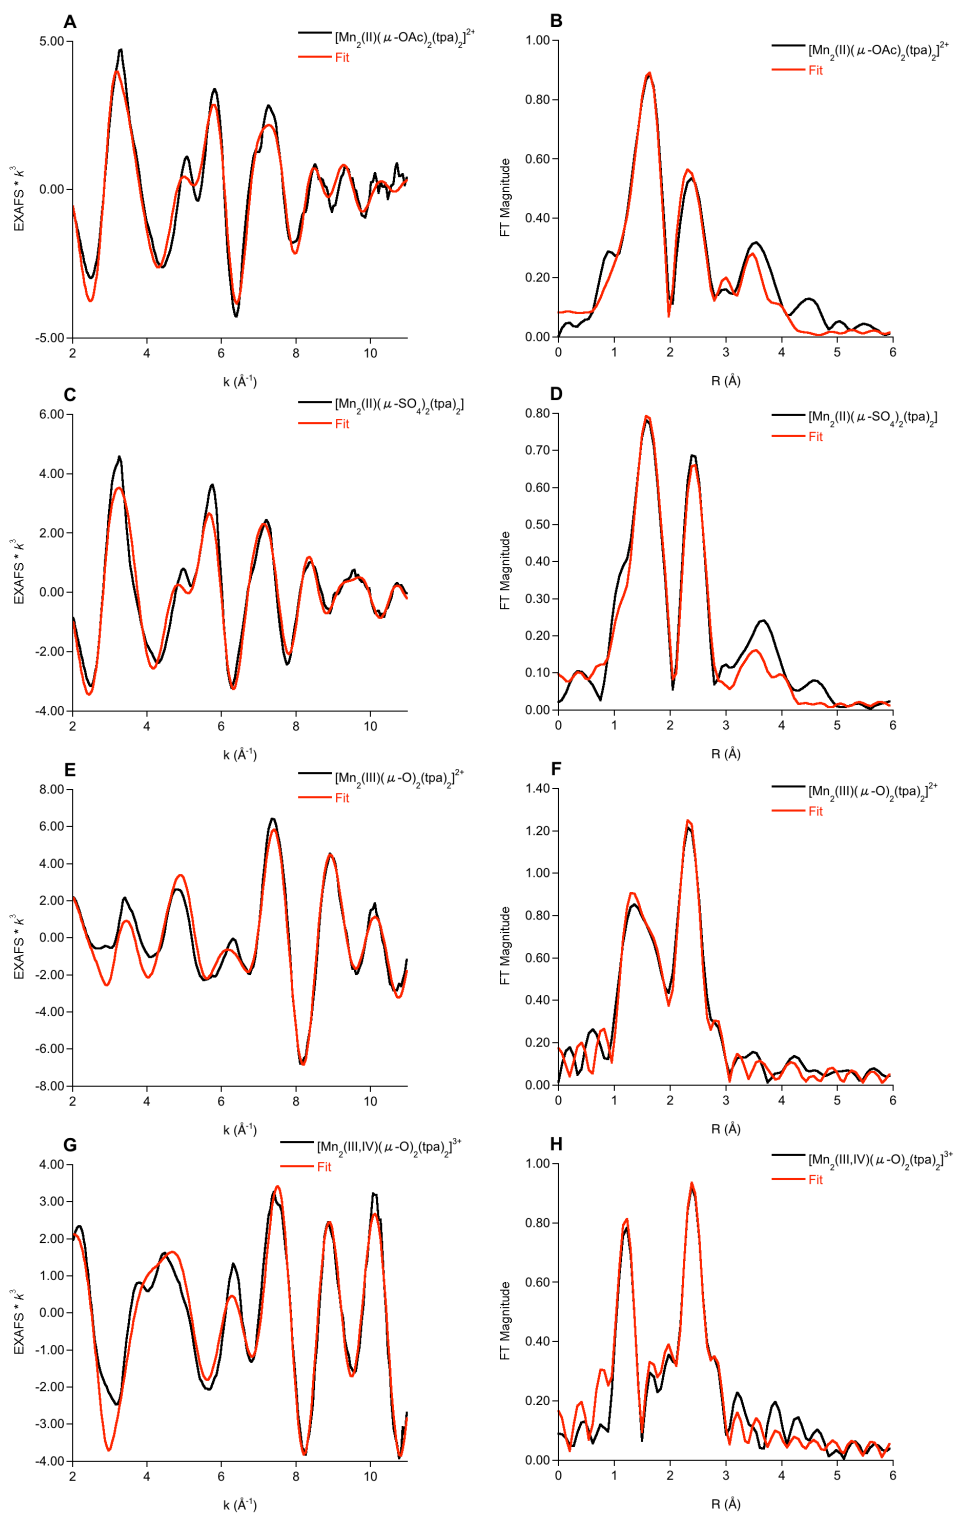 A
[Mn2(II)(μ-OAc)2(tpa)2]2+
Fit
5.00
0.00
-5.00
EXAFS * k3
2 4 6 8 10
k (Å-1)
B
[Mn2(II)(μ-OAc)2(tpa)2]2+
Fit
1.00
0.80
0.60
0.40
0.20
0.00
FT Magnitude
0 1 2 3 4 5 6
R (Å)
C
[Mn2(II)(μ-SO4)2(tpa)2]
Fit
6.00
4.00
2.00
0.00
-2.00
-4.00
EXAFS * k3
2 4 6 8 10
k (Å-1)
D
[Mn2(II)(μ-SO4)2(tpa)2]
Fit
0.80
0.70
0.60
0.50
0.40
0.30
0.20
0.10
0.00
FT Magnitude
0 1 2 3 4 5 6
R (Å)
E
[Mn2(III)(μ-O)2(tpa)2]2+
Fit
8.00
6.00
4.00
2.00
0.00
-2.00
-4.00
-6.00
-8.00
EXAFS * k3
2 4 6 8 10
k (Å-1)
F
[Mn2(III)(μ-O)2(tpa)2]2+
Fit
1.40
1.20
1.00
0.80
0.60
0.40
0.20
0.00
FT Magnitude
0 1 2 3 4 5 6
R (Å)
G
[Mn2(III,IV)(μ-O)2(tpa)2]3+
Fit
4.00
3.00
2.00
1.00
0.00
-1.00
-2.00
-3.00
-4.00
EXAFS * k3
2 4 6 8 10
k (Å-1)
H
[Mn2(III,IV)(μ-O)2(tpa)2]3+
Fit
1.00
0.80
0.60
0.40
0.20
0.00
FT Magnitude
0 1 2 3 4 5 6
R (Å)